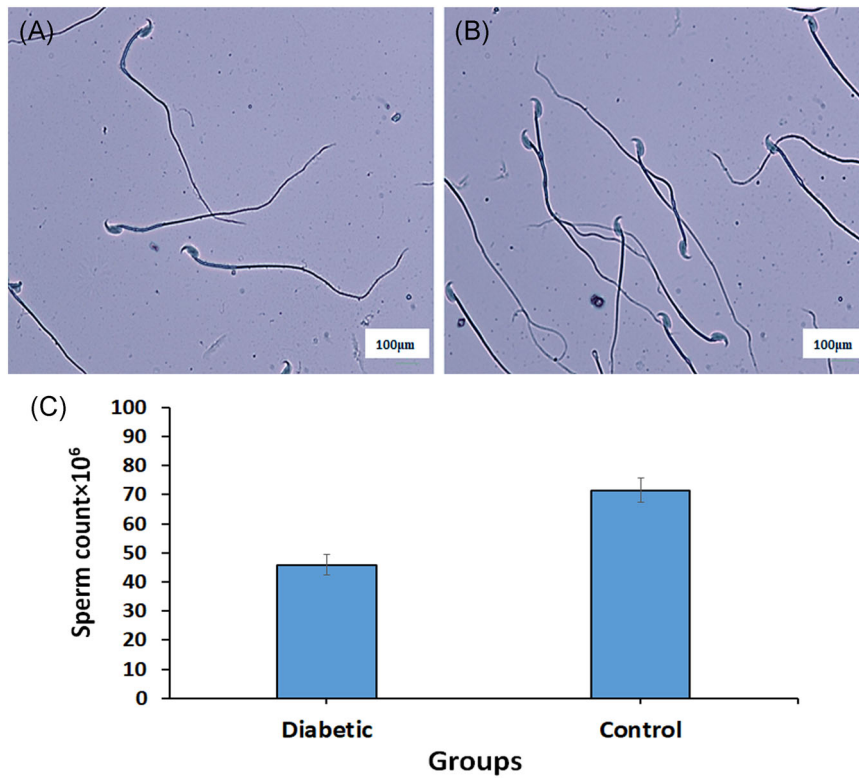 (A)
(B)
100µm
100µm
(C)
Sperm count×10⁶
100
90
80
70
60
50
40
30
20
10
0
Diabetic
Control
Groups